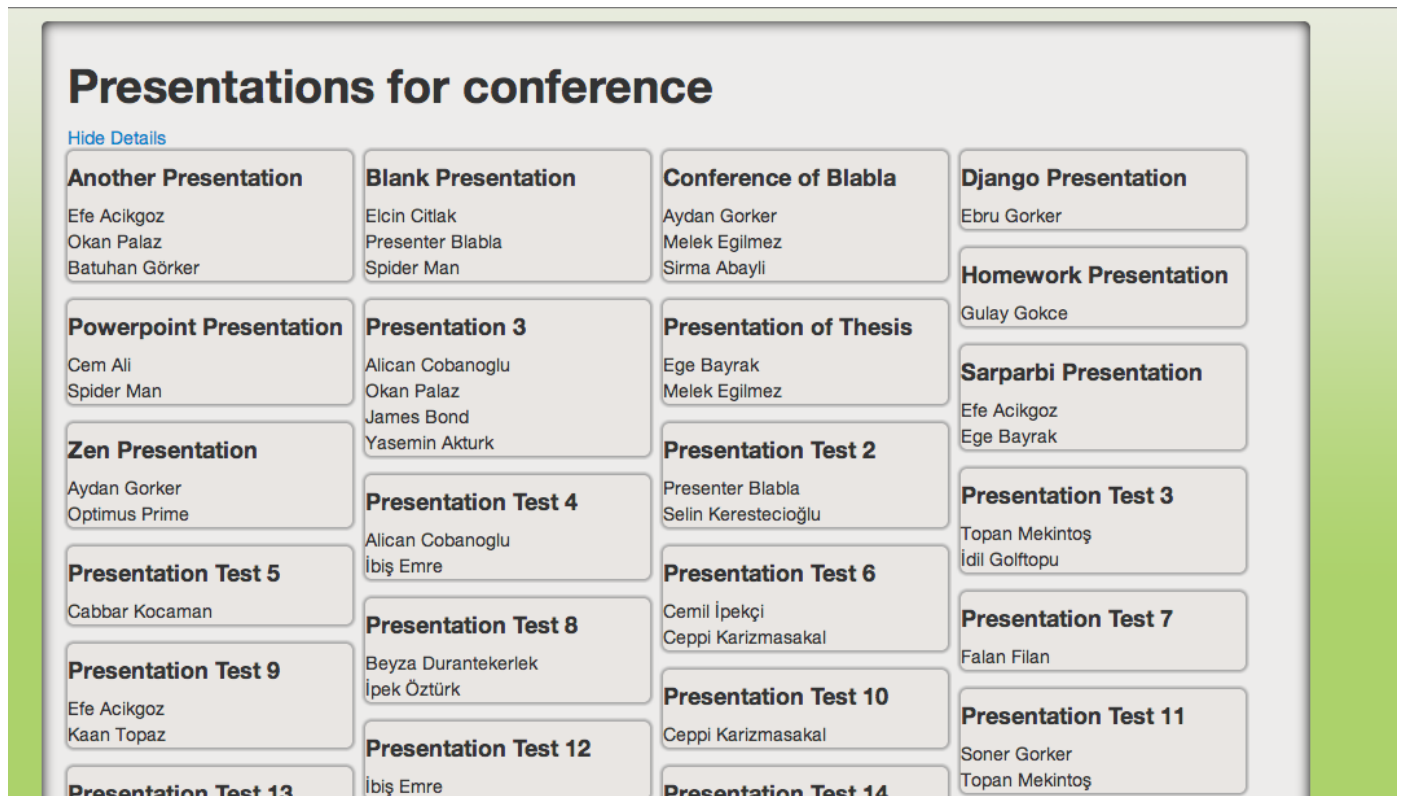 Presentations for conference
Hide Details
Another Presentation
Efe Acikgoz
Okan Palaz
Batuhan Görker
Powerpoint Presentation
Cem Ali
Spider Man
Zen Presentation
Aydan Gorker
Optimus Prime
Presentation Test 5
Cabbar Kocaman
Presentation Test 9
Efe Acikgoz
Kaan Topaz
Presentation Test 13
Blank Presentation
Elcin Citlak
Presenter Blabla
Spider Man
Presentation 3
Alican Cobanoglu
Okan Palaz
James Bond
Yasemin Akturk
Presentation Test 4
Alican Cobanoglu
İbiş Emre
Presentation Test 8
Beyza Durantekerlek
İpek Öztürk
Presentation Test 12
İbiş Emre
Conference of Blabla
Aydan Gorker
Melek Egilmez
Sirma Abayli
Presentation of Thesis
Ege Bayrak
Melek Egilmez
Presentation Test 2
Presenter Blabla
Selin Kerestecioğlu
Presentation Test 6
Cemil İpekçi
Ceppi Karizmasakal
Presentation Test 10
Ceppi Karizmasakal
Presentation Test 14
Django Presentation
Ebru Gorker
Homework Presentation
Gulay Gokce
Sarparbi Presentation
Efe Acikgoz
Ege Bayrak
Presentation Test 3
Topan Mekintoş
İdil Golftopu
Presentation Test 7
Falan Filan
Presentation Test 11
Soner Gorker
Topan Mekintoş